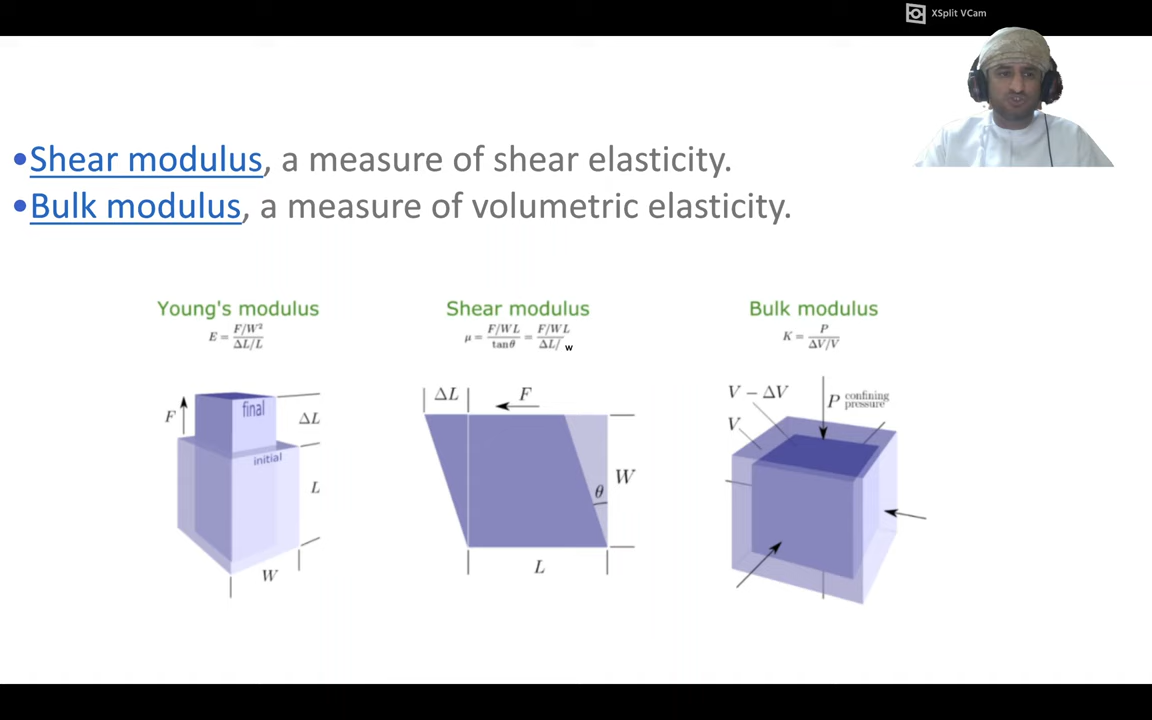 XSplit VCam
•Shear modulus, a measure of shear elasticity.
•Bulk modulus, a measure of volumetric elasticity.
Young's modulus
E = F/W² / ΔL/L
F
final
initial
ΔL
L
W
Shear modulus
μ = F/WL / tanθ = F/WL / ΔL/ w
ΔL
F
θ
W
L
Bulk modulus
K = P / ΔV/V
V − ΔV
V
P confining pressure